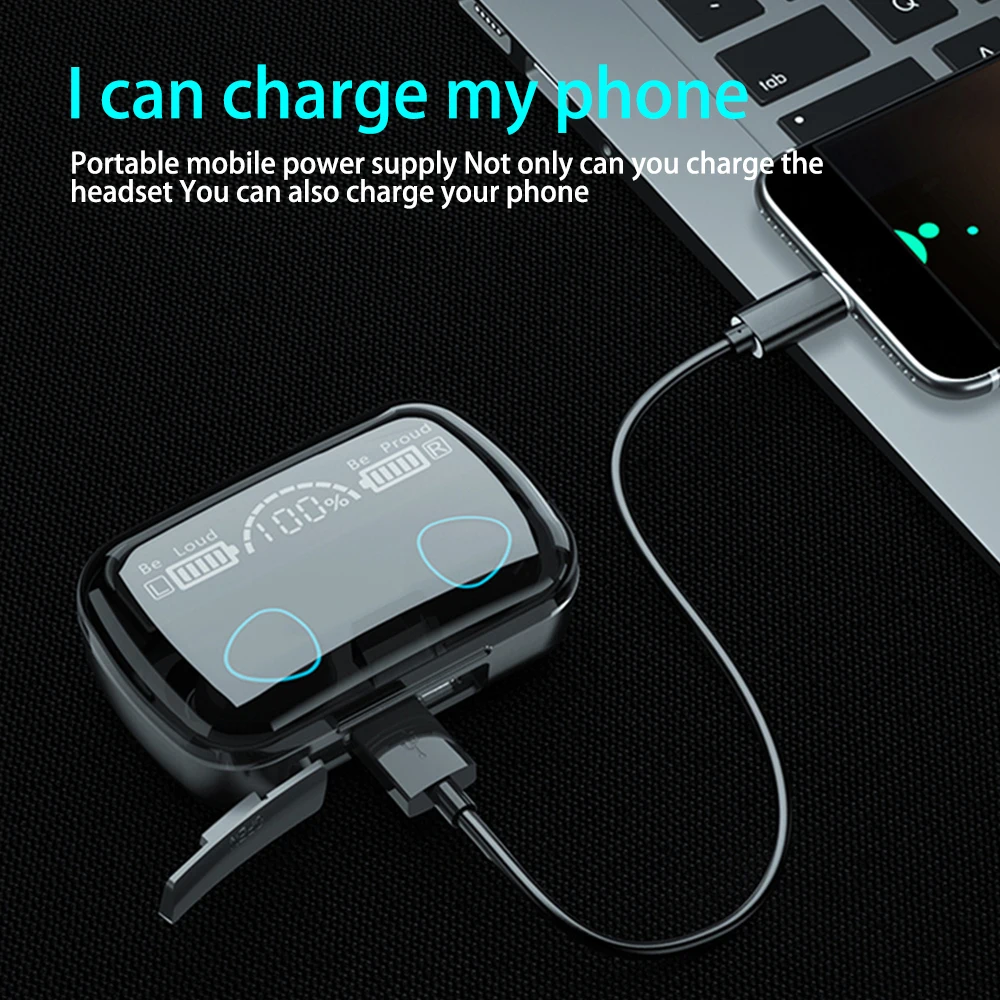 I can charge my phone
Portable mobile power supply Not only can you charge the
headset You can also charge your phone
tab
Q
A
Be Proud
R
100%
Be Loud
L